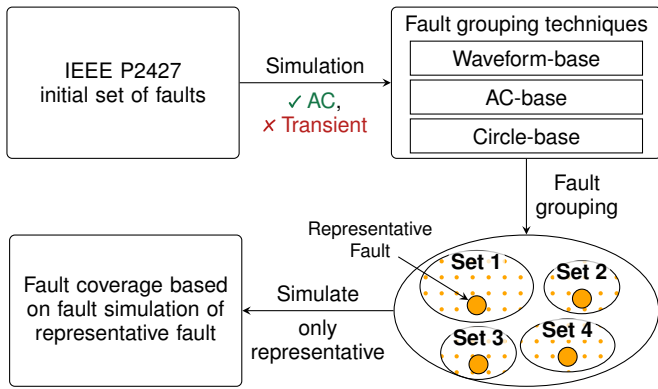 IEEE P2427
initial set of faults
Simulation
✓ AC,
✗ Transient
Fault grouping techniques
Waveform-base
AC-base
Circle-base
Fault
grouping
Representative
Fault
Set 1
Set 2
Set 3
Set 4
Simulate
only
representative
Fault coverage based
on fault simulation of
representative fault